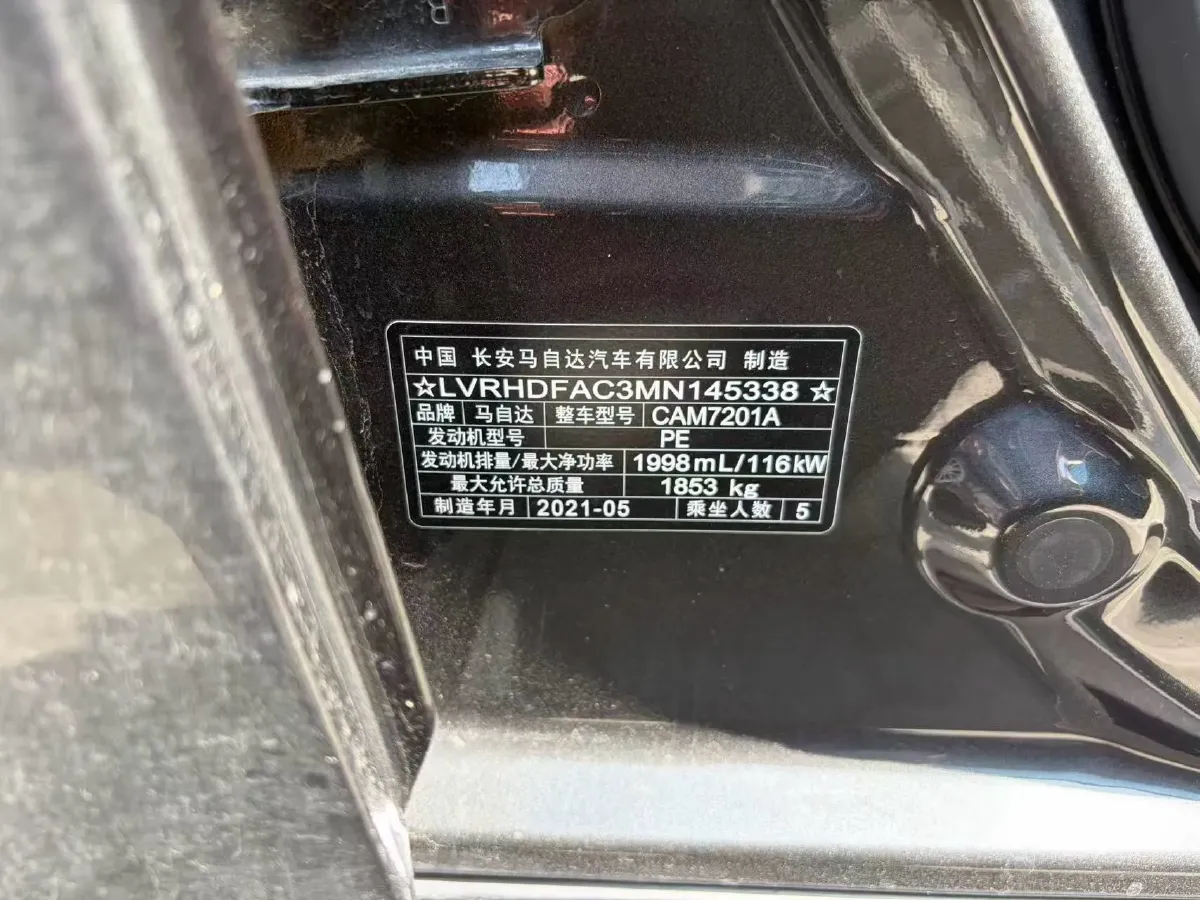 R
中国 长安马自达汽车有限公司 制造
☆LVRHDFAC3MN145338☆
品牌 马自达 整车型号 CAM7201A
发动机型号 PE
发动机排量/最大净功率 1998mL/116kW
最大允许总质量 1853 kg
制造年月 2021-05 乘坐人数 5